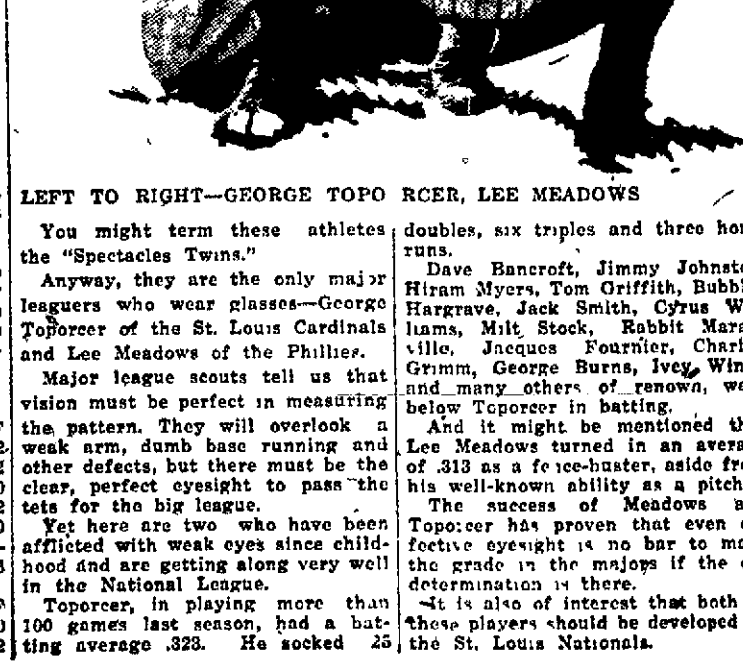 LEFT TO RIGHT—GEORGE TOPO RCER, LEE MEADOWS
You might term these athletes
the "Spectacles Twins."
Anyway, they are the only major
leaguers who wear glasses—George
Toporcer of the St. Louis Cardinals
and Lee Meadows of the Phillies.
Major league scouts tell us that
vision must be perfect in measuring
the pattern. They will overlook a
weak arm, dumb base running and
other defects, but there must be the
clear, perfect eyesight to pass the
tets for the big league.
Yet here are two who have been
afflicted with weak eyes since child-
hood and are getting along very well
in the National League.
Toporcer, in playing more than
100 games last season, had a bat-
ting average .323. He socked 25
doubles, six triples and three hom
runs.
Dave Bancroft, Jimmy Johnsto
Hiram Myers, Tom Griffith, Bubbl
Hargrave, Jack Smith, Cyrus W
liams, Milt Stock, Rabbit Mara
ville, Jacques Fournier, Charli
Grimm, George Burns, Ivey Win
and many others of renown, we
below Toporcer in batting.
And it might be mentioned th
Lee Meadows turned in an avera
of .313 as a fence-buster, aside fro
his well-known ability as a pitch
The success of Meadows a
Toporcer has proven that even d
fective eyesight is no bar to ma
the grade in the majors if the
determination is there.
It is also of interest that both
these players should be developed
the St. Louis Nationals.